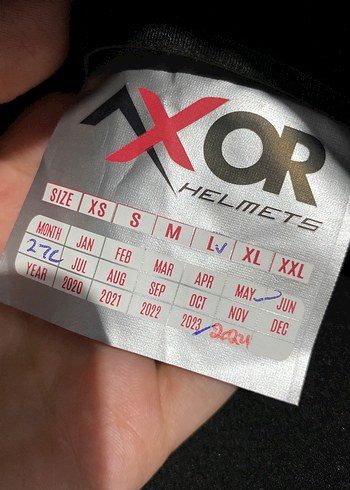 AXOR
HELMETS
SIZE XS S M L XL XXL
MONTH JAN FEB MAR APR MAY JUN
JUL AUG SEP OCT NOV DEC
YEAR 2020 2021 2022 2023 2024